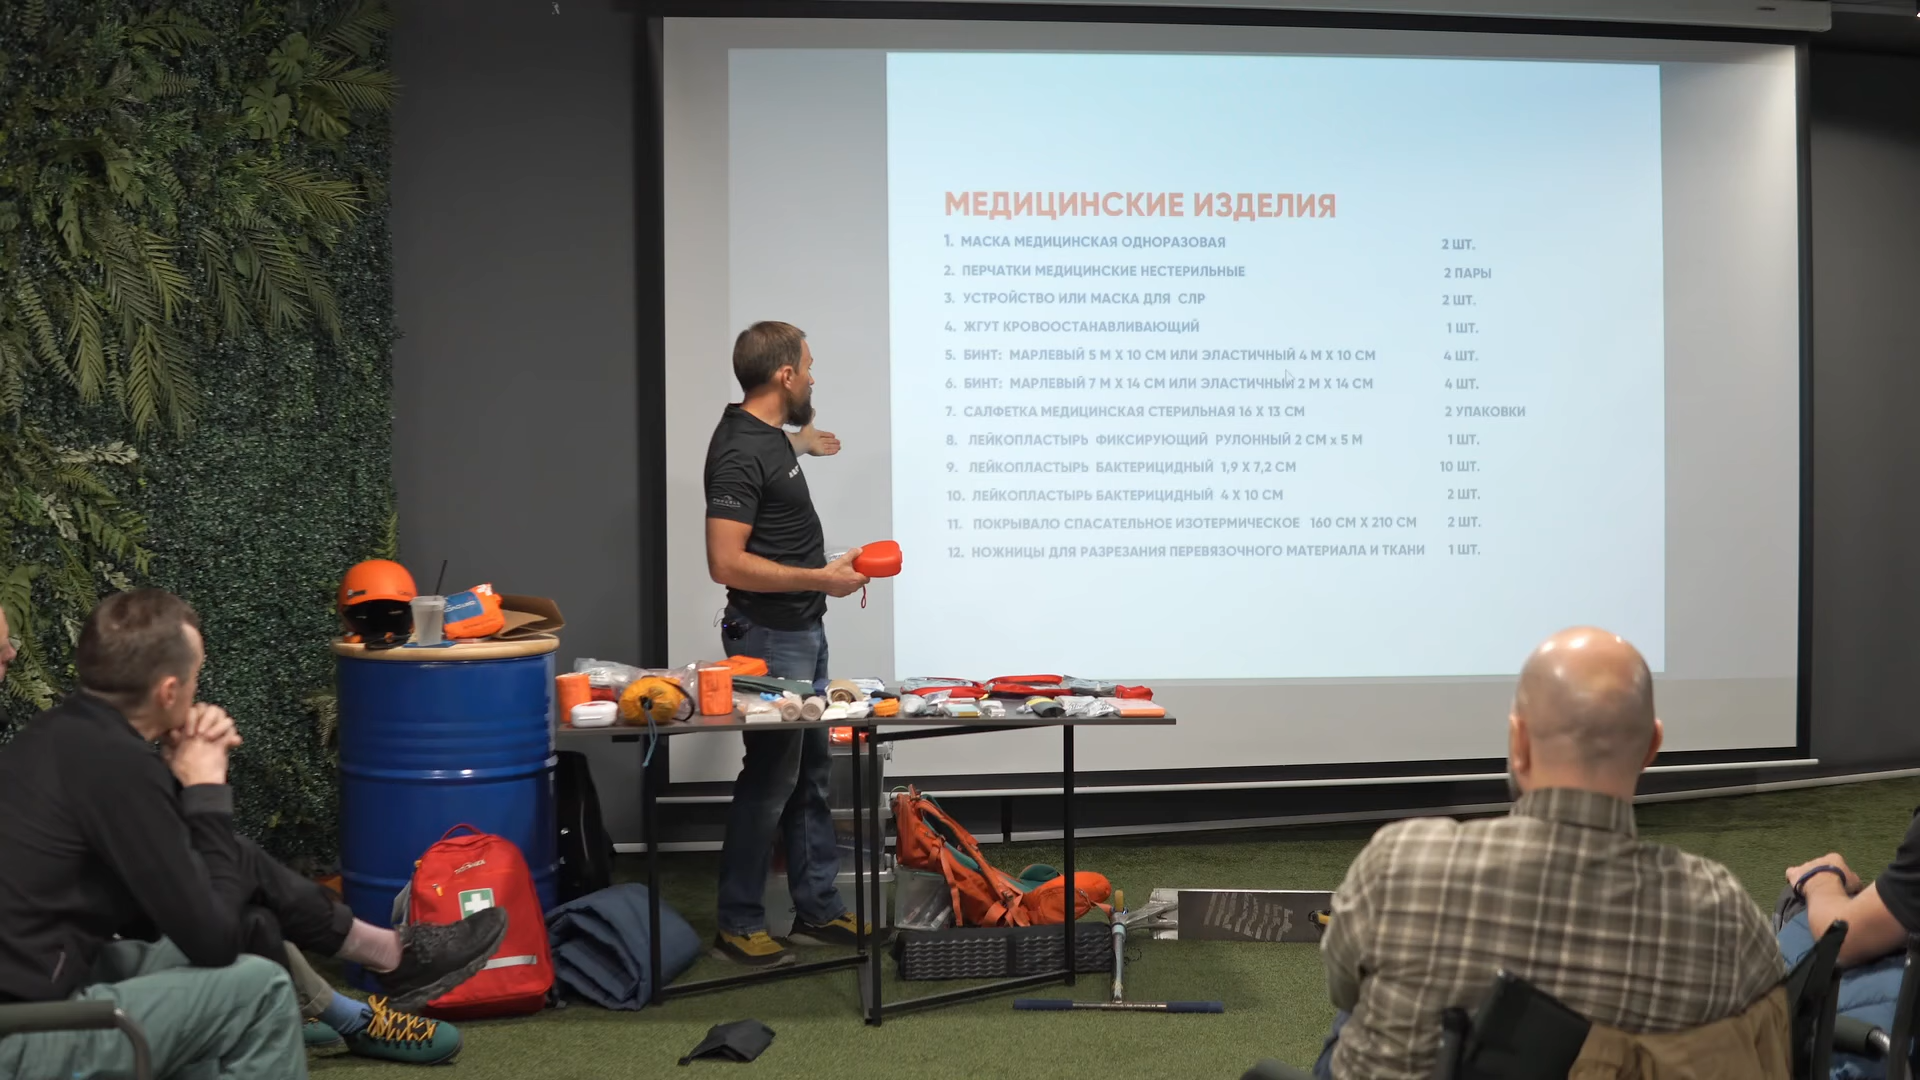 МЕДИЦИНСКИЕ ИЗДЕЛИЯ
1. МАСКА МЕДИЦИНСКАЯ ОДНОРАЗОВАЯ 2 ШТ.
2. ПЕРЧАТКИ МЕДИЦИНСКИЕ НЕСТЕРИЛЬНЫЕ 2 ПАРЫ
3. УСТРОЙСТВО ИЛИ МАСКА ДЛЯ СЛР 2 ШТ.
4. ЖГУТ КРОВООСТАНАВЛИВАЮЩИЙ 1 ШТ.
5. БИНТ: МАРЛЕВЫЙ 5 М Х 10 СМ ИЛИ ЭЛАСТИЧНЫЙ 4 М Х 10 СМ 4 ШТ.
6. БИНТ: МАРЛЕВЫЙ 7 М Х 14 СМ ИЛИ ЭЛАСТИЧНЫЙ 2 М Х 14 СМ 4 ШТ.
7. САЛФЕТКА МЕДИЦИНСКАЯ СТЕРИЛЬНАЯ 16 Х 13 СМ 2 УПАКОВКИ
8. ЛЕЙКОПЛАСТЫРЬ ФИКСИРУЮЩИЙ РУЛОННЫЙ 2 СМ х 5 М 1 ШТ.
9. ЛЕЙКОПЛАСТЫРЬ БАКТЕРИЦИДНЫЙ 1,9 Х 7,2 СМ 10 ШТ.
10. ЛЕЙКОПЛАСТЫРЬ БАКТЕРИЦИДНЫЙ 4 Х 10 СМ 2 ШТ.
11. ПОКРЫВАЛО СПАСАТЕЛЬНОЕ ИЗОТЕРМИЧЕСКОЕ 160 СМ Х 210 СМ 2 ШТ.
12. НОЖНИЦЫ ДЛЯ РАЗРЕЗАНИЯ ПЕРЕВЯЗОЧНОГО МАТЕРИАЛА И ТКАНИ 1 ШТ.